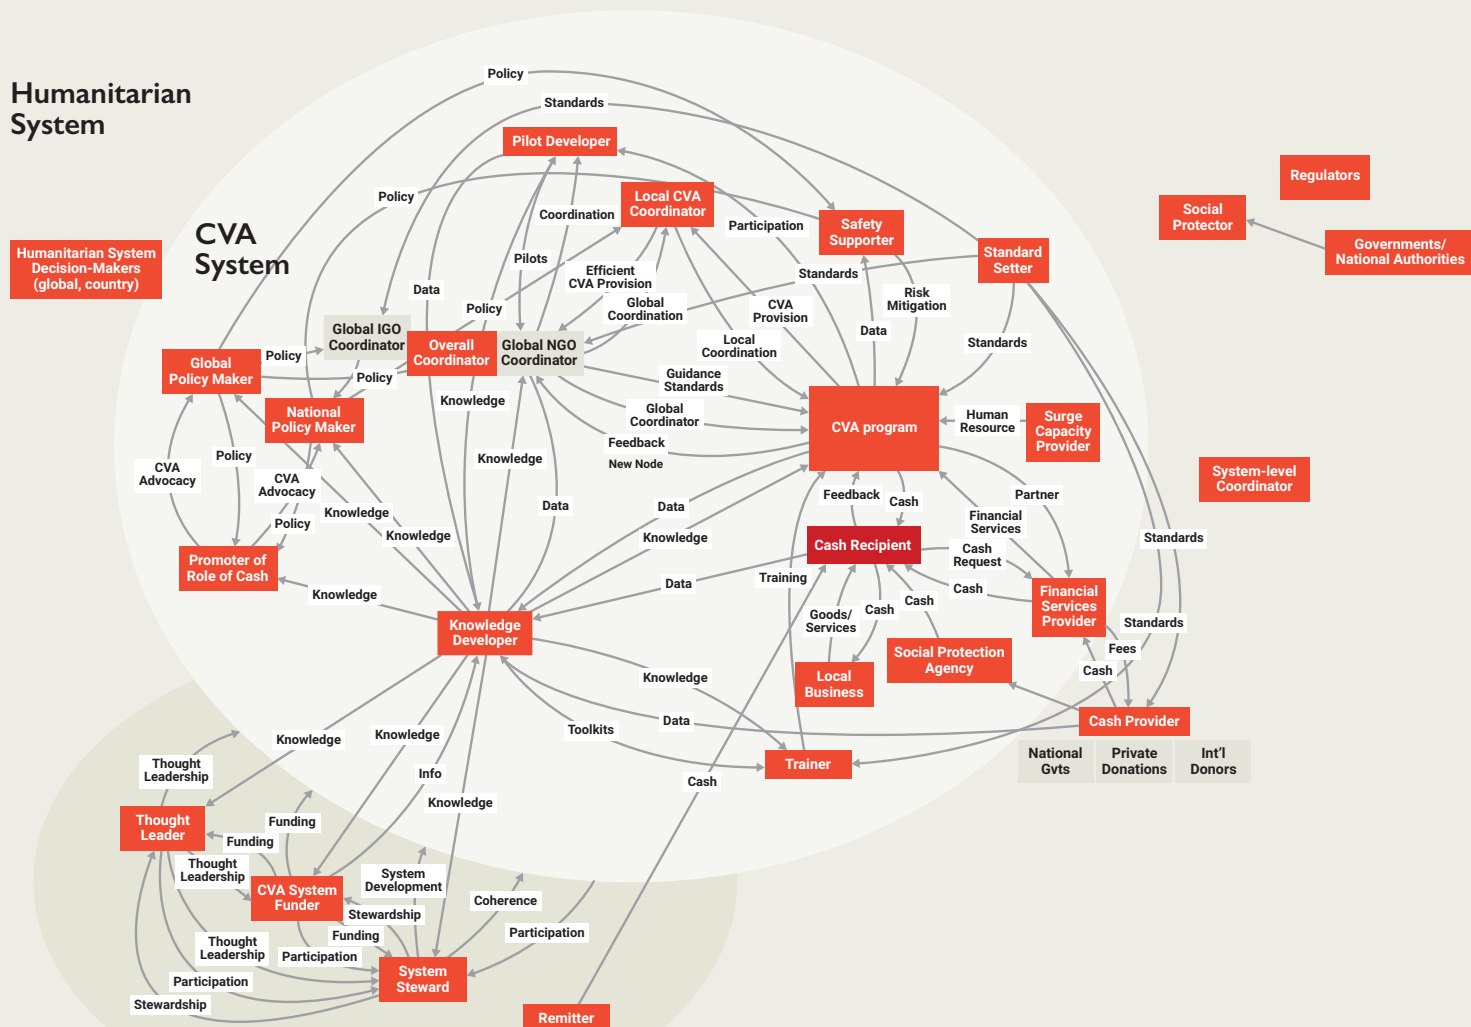 Policy
Humanitarian
System
Standards
Pilot Developer
Regulators
Policy
Local CVA
Coordinator
Coordination
Participation
Safety
Supporter
Social
Protector
CVA
System
Humanitarian System
Decision-Makers
(global, country)
Governments/
National Authorities
Standard
Setter
Pilots
Efficient
CVA Provision
Standards
Data
Risk
Mitigation
Policy
Global
Coordination
CVA
Provision
Data
Global IGO
Coordinator
Overall
Coordinator
Global NGO
Coordinator
Local
Coordination
Standards
Policy
Global
Policy Maker
Policy
Guidance
Standards
Knowledge
National
Policy Maker
Global
Coordinator
CVA program
Human
Resource
Surge
Capacity
Provider
Feedback
New Node
Policy
Knowledge
CVA
Advocacy
CVA
Advocacy
System-level
Coordinator
Knowledge
Policy
Knowledge
Data
Data
Feedback
Cash
Partner
Financial
Services
Knowledge
Cash Recipient
Standards
Cash
Request
Promoter of
Role of Cash
Knowledge
Data
Training
Cash
Cash
Cash
Goods/
Services
Financial
Services
Provider
Standards
Knowledge
Developer
Fees
Social Protection
Agency
Cash
Knowledge
Local
Business
Data
Cash Provider
Toolkits
Knowledge
Knowledge
National
Gvts
Private
Donations
Int'l
Donors
Trainer
Thought
Leadership
Info
Cash
Knowledge
Thought
Leader
Funding
Funding
Thought
Leadership
System
Development
CVA System
Funder
Coherence
Stewardship
Funding
Participation
Thought
Leadership
Participation
Participation
System
Steward
Stewardship
Remitter